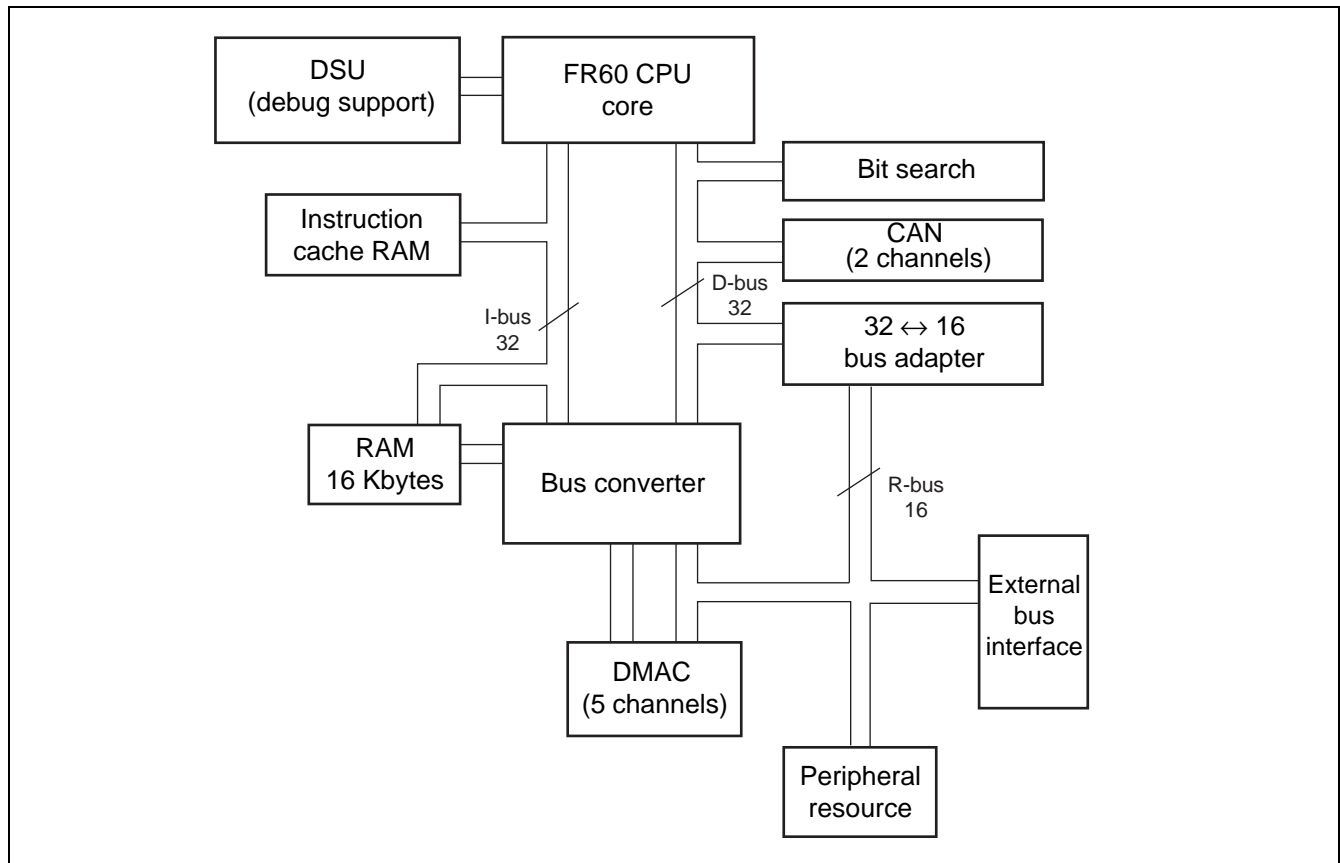 DSU
(debug support)
FR60 CPU
core
Bit search
Instruction
cache RAM
CAN
(2 channels)
D-bus
32
I-bus
32
32 ↔ 16
bus adapter
RAM
16 Kbytes
Bus converter
R-bus
16
External
bus
interface
DMAC
(5 channels)
Peripheral
resource